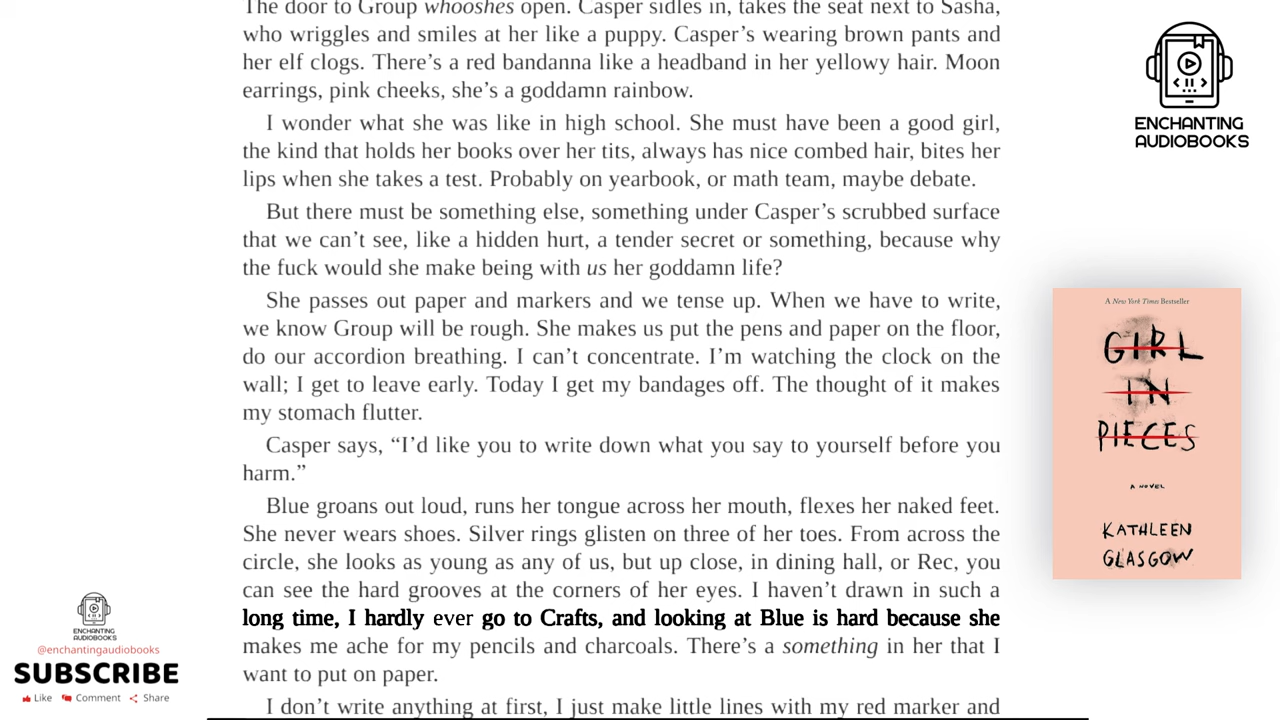 The door to Group whooshes open. Casper sidles in, takes the seat next to Sasha,
who wriggles and smiles at her like a puppy. Casper’s wearing brown pants and
her elf clogs. There’s a red bandanna like a headband in her yellowy hair. Moon
earrings, pink cheeks, she’s a goddamn rainbow.
I wonder what she was like in high school. She must have been a good girl,
the kind that holds her books over her tits, always has nice combed hair, bites her
lips when she takes a test. Probably on yearbook, or math team, maybe debate.
But there must be something else, something under Casper’s scrubbed surface
that we can’t see, like a hidden hurt, a tender secret or something, because why
the fuck would she make being with us her goddamn life?
She passes out paper and markers and we tense up. When we have to write,
we know Group will be rough. She makes us put the pens and paper on the floor,
do our accordion breathing. I can’t concentrate. I’m watching the clock on the
wall; I get to leave early. Today I get my bandages off. The thought of it makes
my stomach flutter.
Casper says, “I’d like you to write down what you say to yourself before you
harm.”
Blue groans out loud, runs her tongue across her mouth, flexes her naked feet.
She never wears shoes. Silver rings glisten on three of her toes. From across the
circle, she looks as young as any of us, but up close, in dining hall, or Rec, you
can see the hard grooves at the corners of her eyes. I haven’t drawn in such a
long time, I hardly ever go to Crafts, and looking at Blue is hard because she
makes me ache for my pencils and charcoals. There’s a something in her that I
want to put on paper.
I don’t write anything at first, I just make little lines with my red marker and
ENCHANTING
AUDIOBOOKS
A New York Times Bestseller
GIRL
IN
PIECES
A NOVEL
KATHLEEN
GLASGOW
ENCHANTING
AUDIOBOOKS
@enchantingaudiobooks
SUBSCRIBE
Like Comment Share